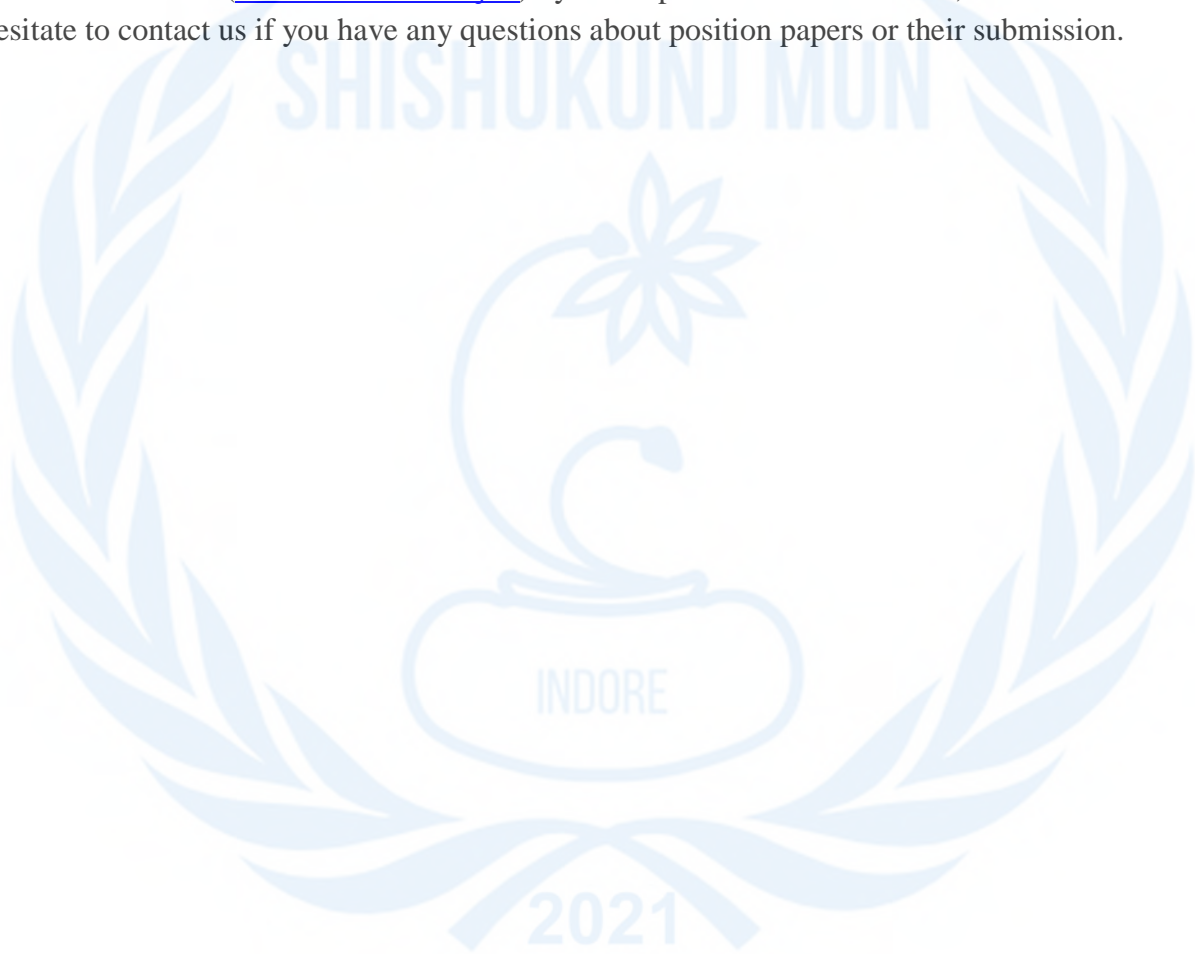 esitate to contact us if you have any questions about position papers or their submission.
SHISHUKUNJ MUN
INDORE
2021